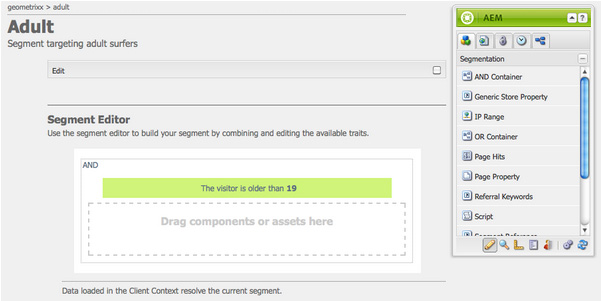 geometrixx > adult
Adult
Segment targeting adult surfers
Edit
Segment Editor
Use the segment editor to build your segment by combining and editing the available traits.
AND
The visitor is older than 19
Drag components or assets here
Data loaded in the Client Context resolve the current segment.
AEM
?
Segmentation
AND Container
Generic Store Property
IP Range
OR Container
Page Hits
Page Property
Referral Keywords
Script